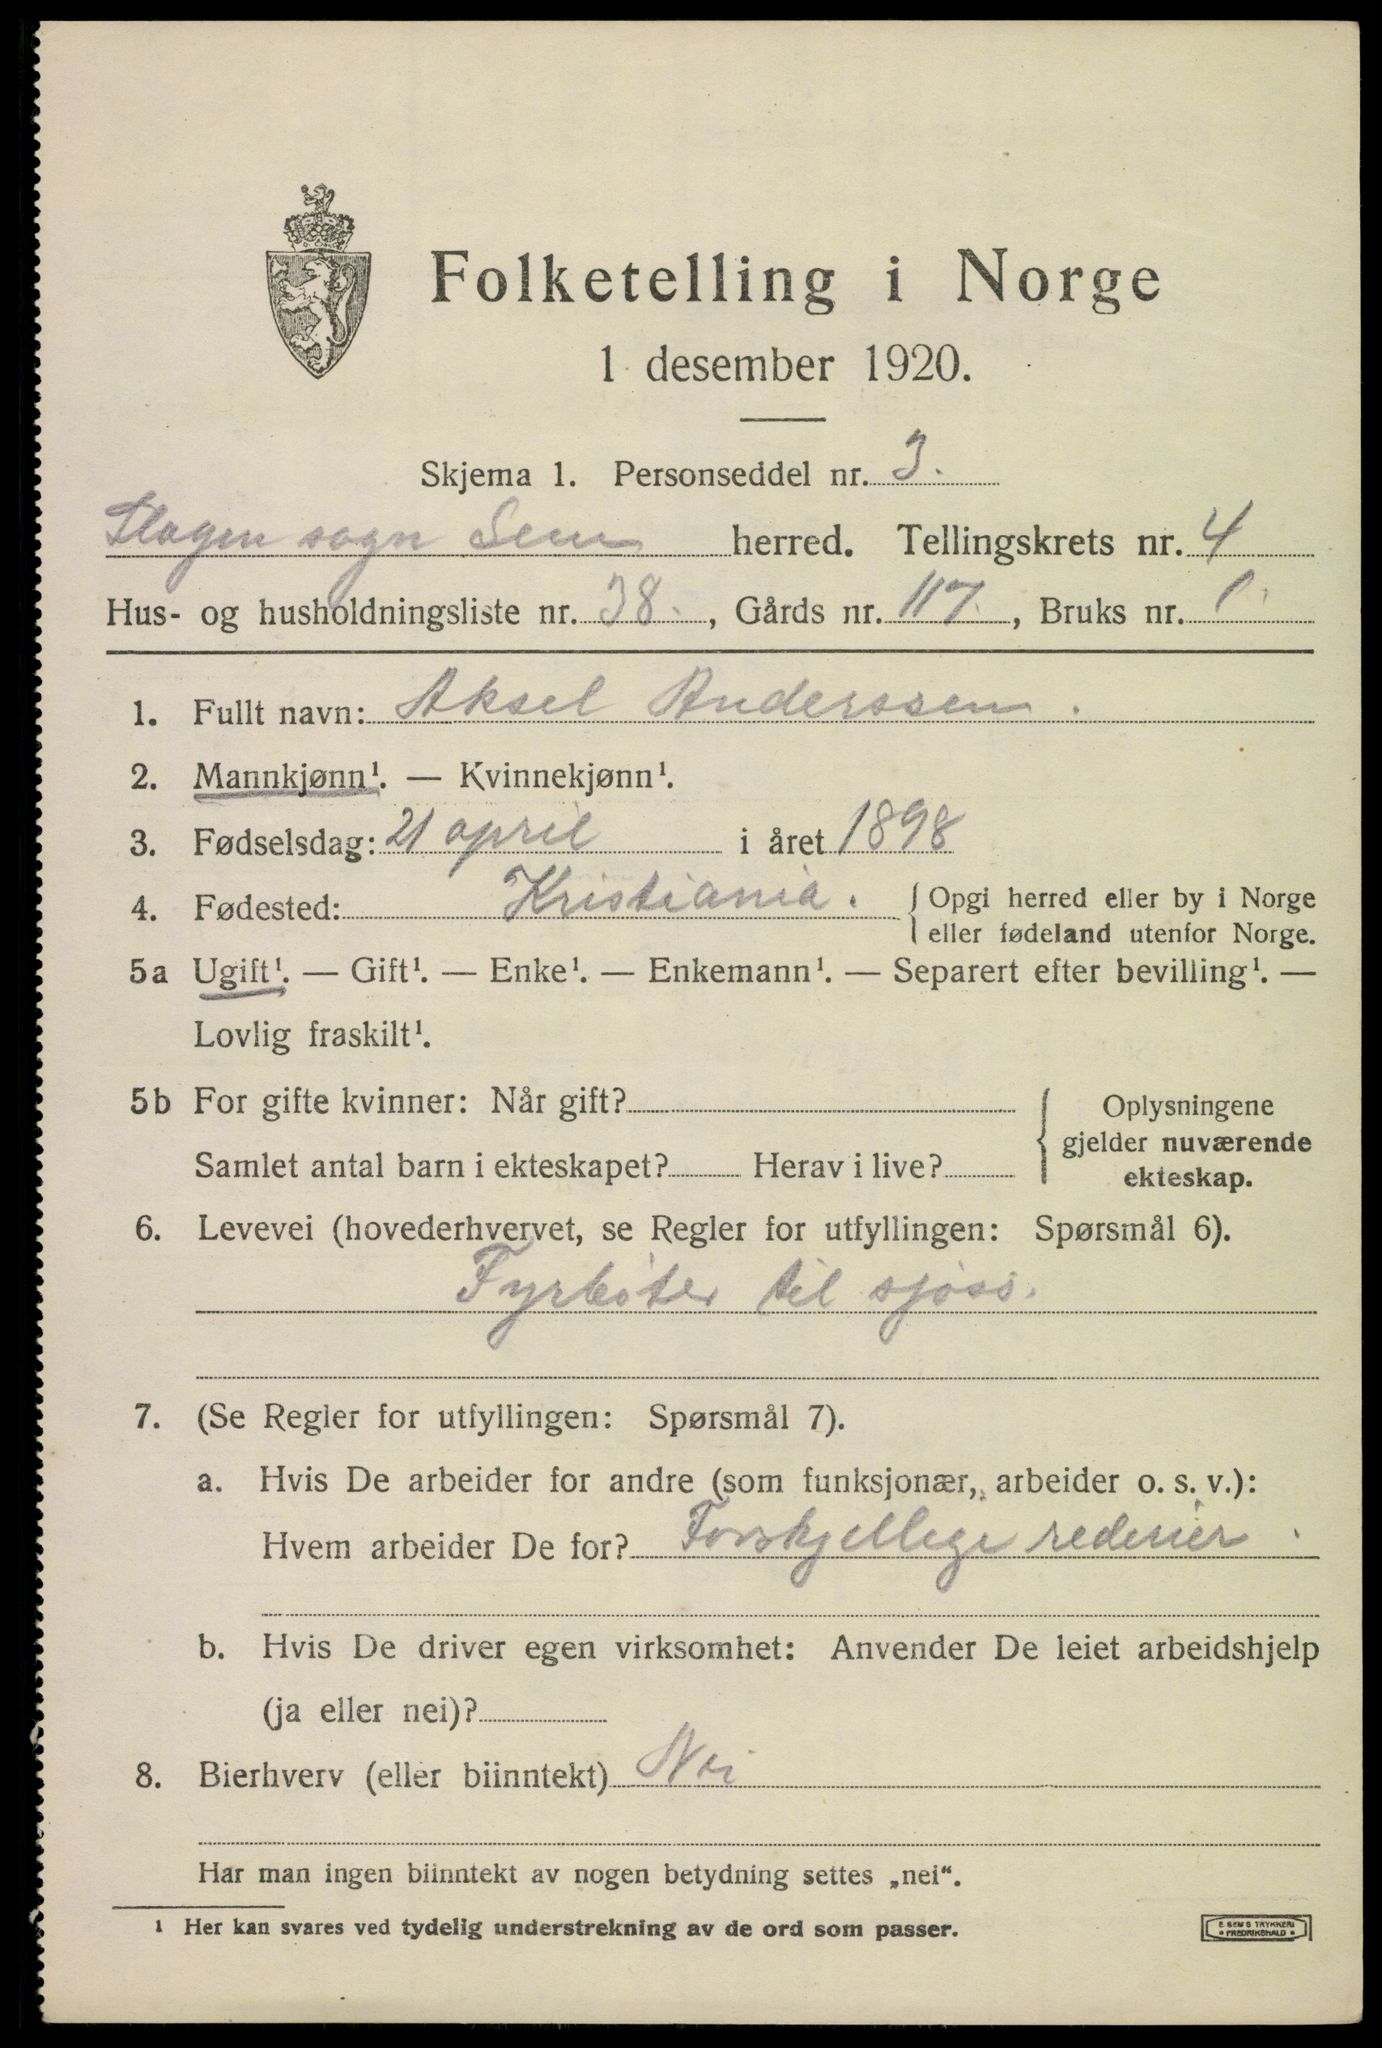 Folketelling i Norge
1 desember 1920.
Skjema 1. Personseddel nr. 3.
Slagen sogn Sem herred. Tellingskrets nr. 4
Hus- og husholdningsliste nr. 38. , Gårds nr. 117. , Bruks nr. 1.
1. Fullt navn: Aksel Anderssen.
2. Mannkjønn¹. — Kvinnekjønn¹.
3. Fødselsdag: 21 april i året 1898
4. Fødested: Kristiania. { Opgi herred eller by i Norge
eller fødeland utenfor Norge.
5a Ugift¹. — Gift¹. — Enke¹. — Enkemann¹. — Separert efter bevilling¹. —
Lovlig fraskilt¹.
5b For gifte kvinner: Når gift?
Samlet antal barn i ekteskapet? Herav i live?
{ Oplysningene
gjelder nuværende
ekteskap.
6. Levevei (hovederhvervet, se Regler for utfyllingen: Spørsmål 6).
Fyrbøter til sjøss.
7. (Se Regler for utfyllingen: Spørsmål 7).
a. Hvis De arbeider for andre (som funksjonær, arbeider o. s. v.):
Hvem arbeider De for? Forskjellige rederier.
b. Hvis De driver egen virksomhet: Anvender De leiet arbeidshjelp
(ja eller nei)?
8. Bierhverv (eller biinntekt) Nei
Har man ingen biinntekt av nogen betydning settes „nei“.
¹ Her kan svares ved tydelig understrekning av de ord som passer.
E. SEM'S TRYKKERI
• FREDRIKSHALD •